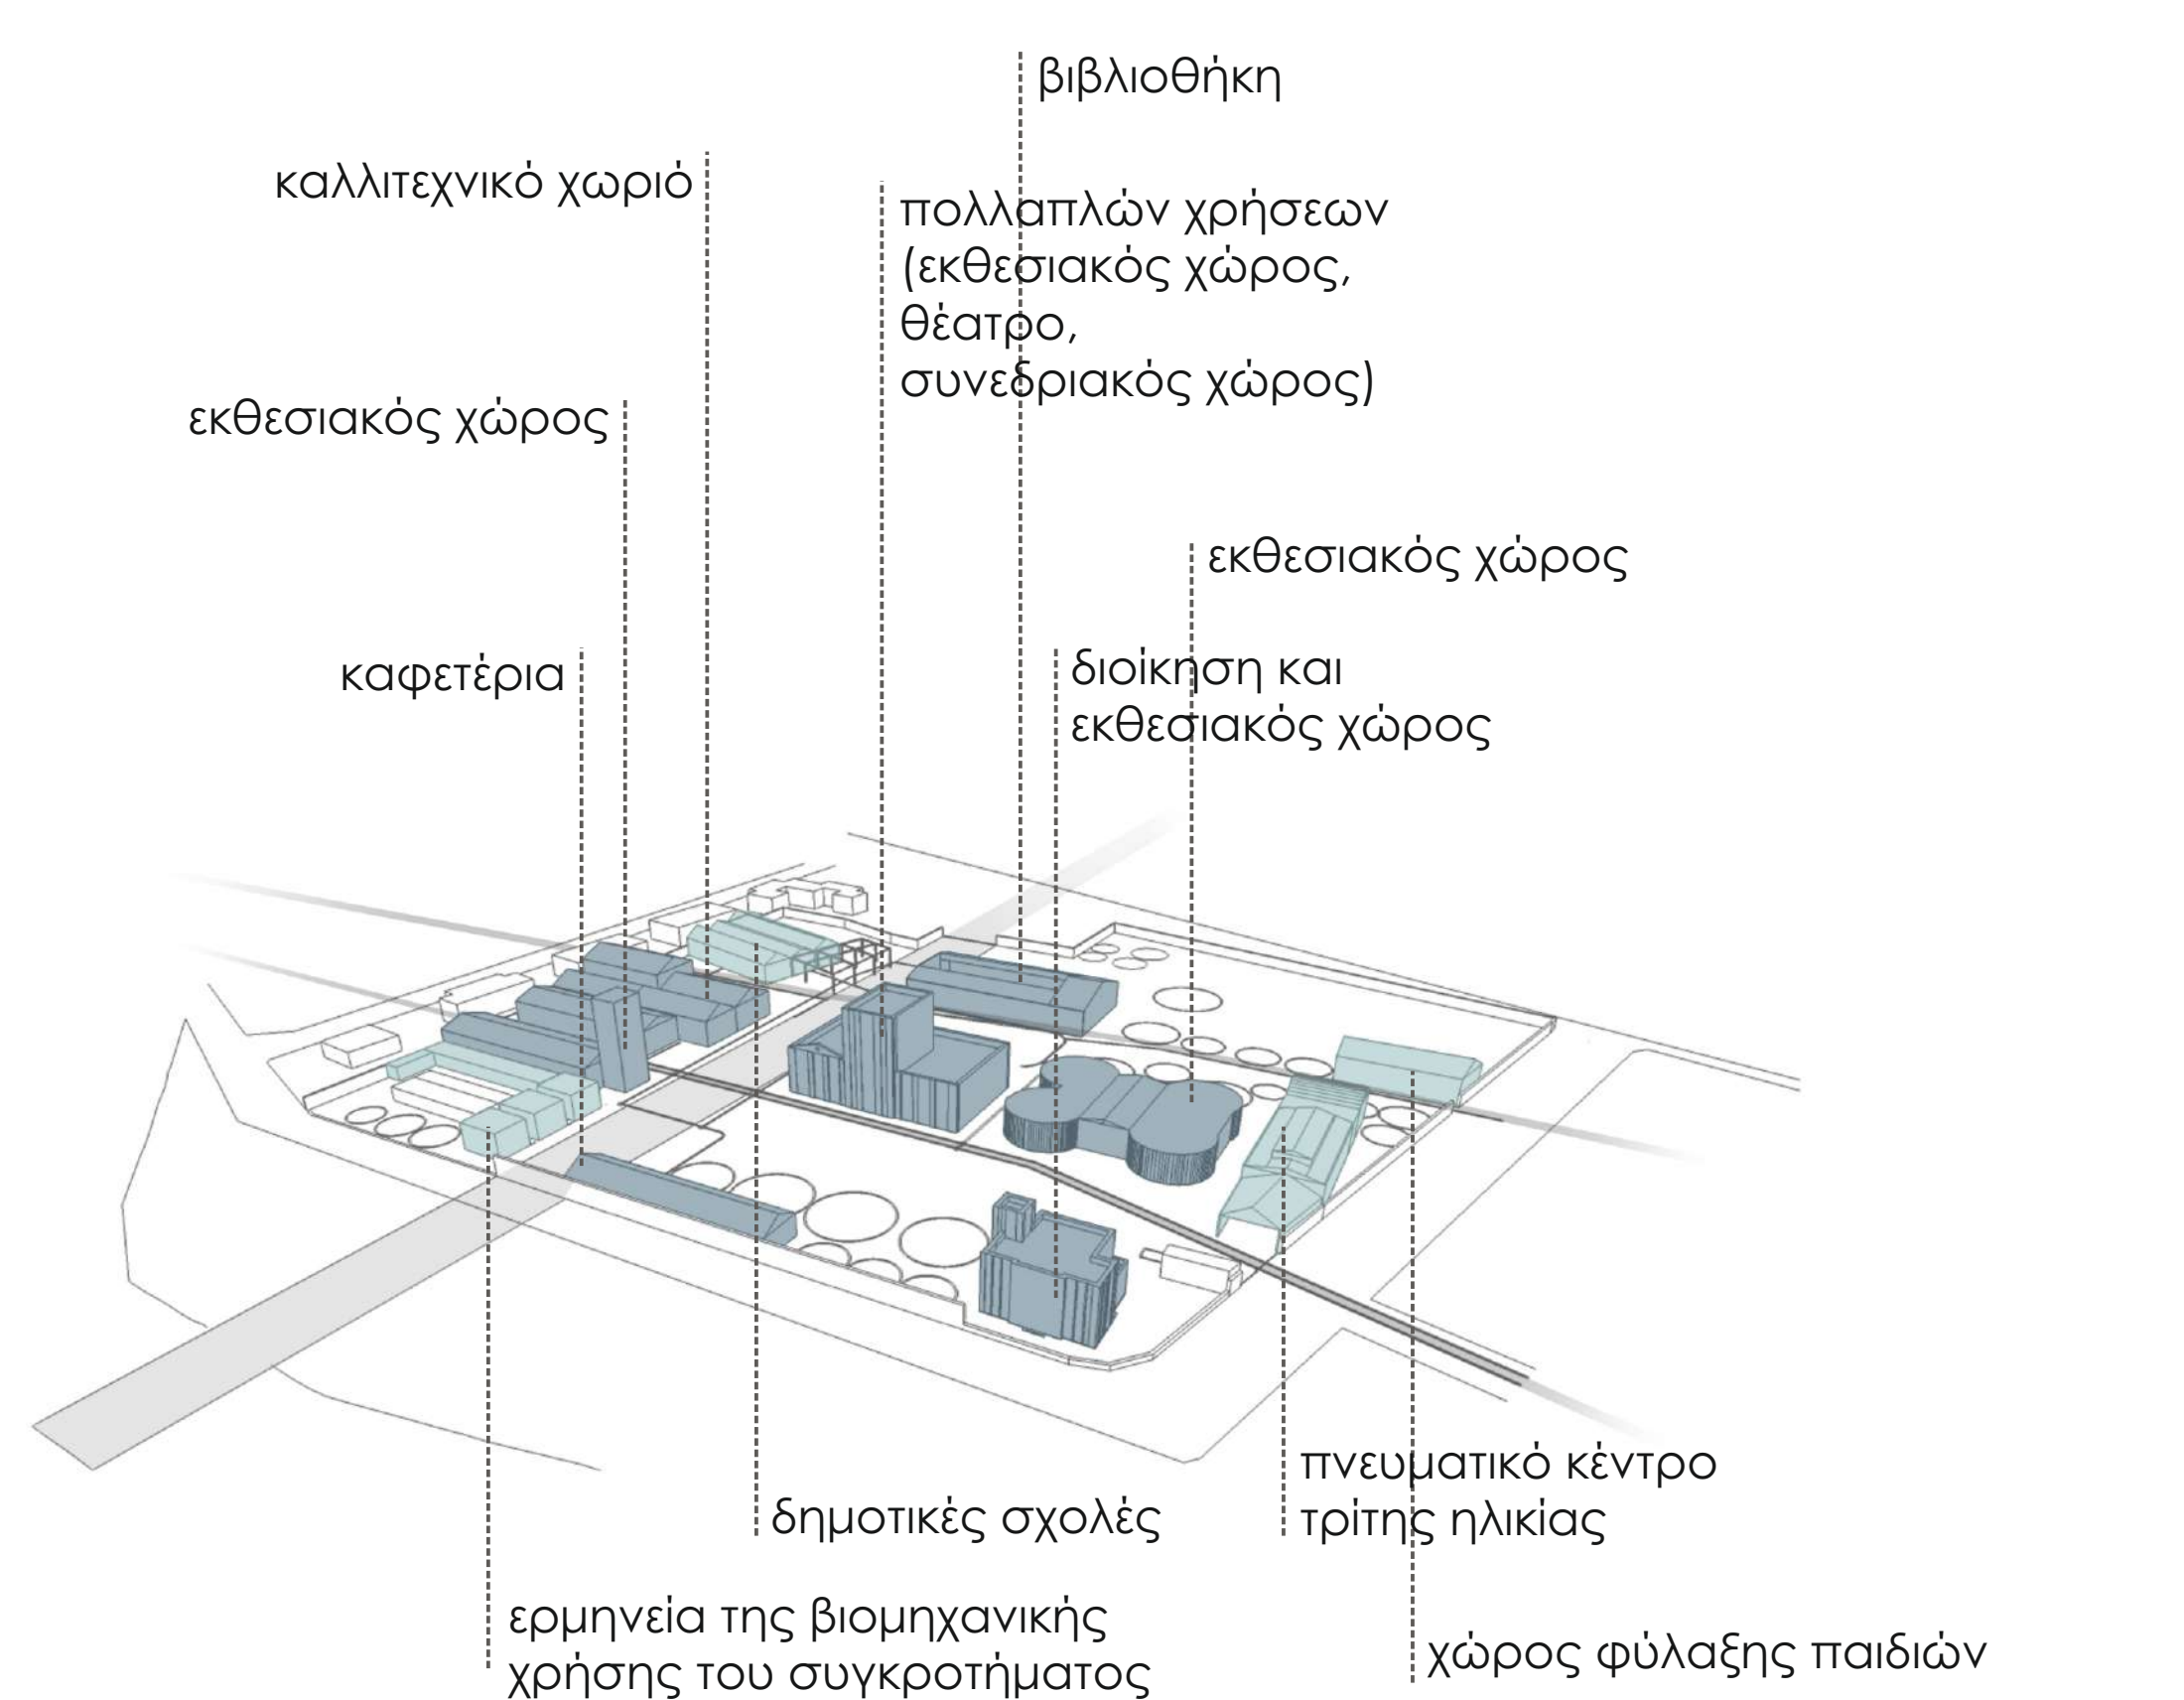 βιβλιοθήκη
καλλιτεχνικό χωριό
πολλαπλών χρήσεων
(εκθεσιακός χώρος,
θέατρο,
συνεδριακός χώρος)
εκθεσιακός χώρος
εκθεσιακός χώρος
καφετέρια
διοίκηση και
εκθεσιακός χώρος
πνευματικό κέντρο
τρίτης ηλικίας
δημοτικές σχολές
ερμηνεία της βιομηχανικής
χρήσης του συγκροτήματος
χώρος φύλαξης παιδιών